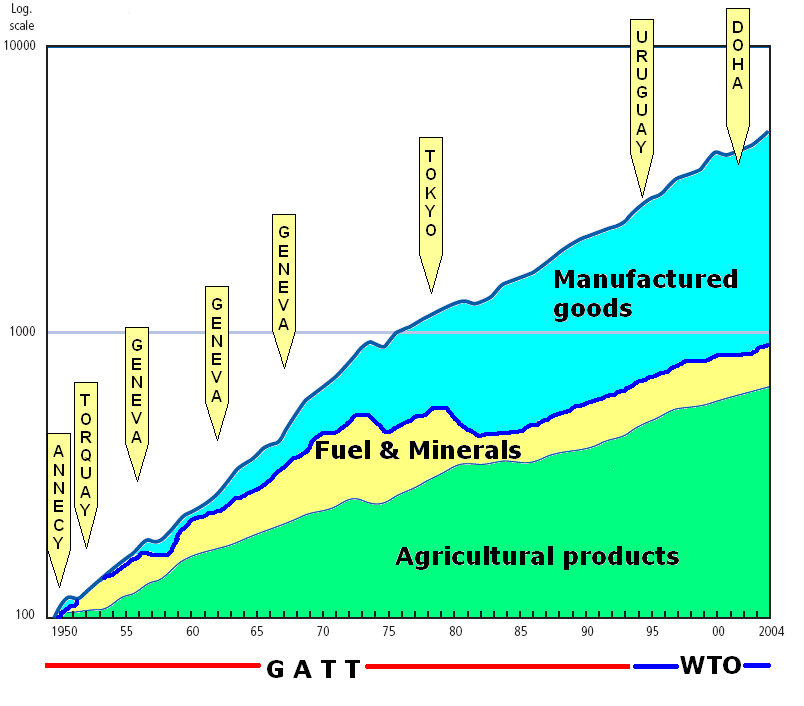 Log.
scale
10000
1000
100
ANNECY
TORQUAY
GENEVA
GENEVA
GENEVA
TOKYO
URUGUAY
DOHA
Manufactured
goods
Fuel & Minerals
Agricultural products
1950 55 60 65 70 75 80 85 90 95 00 2004
GATT WTO